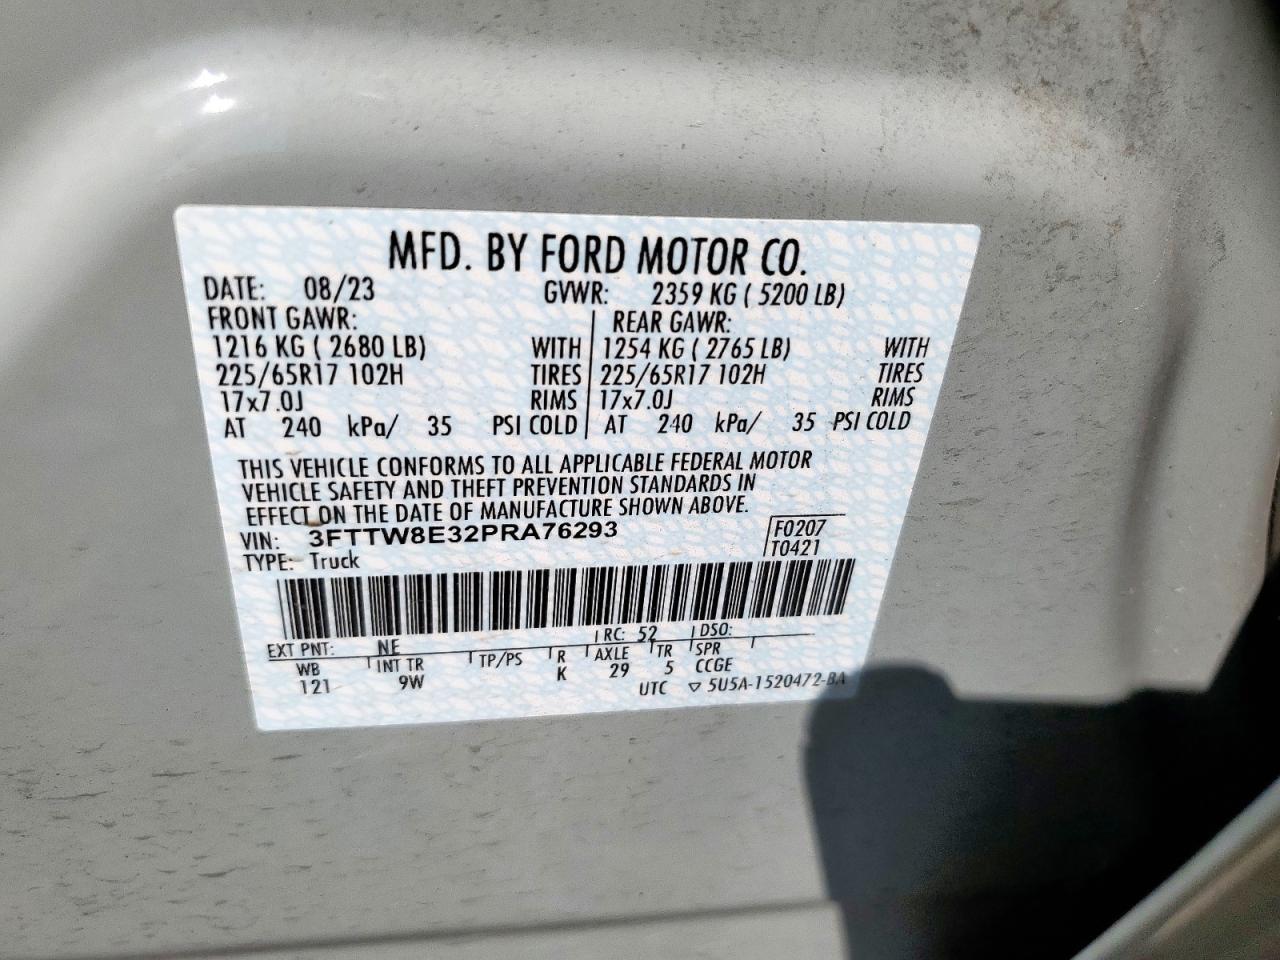 MFD. BY FORD MOTOR CO.
DATE: 08/23 GVWR: 2359 KG ( 5200 LB)
FRONT GAWR: REAR GAWR:
1216 KG ( 2680 LB) WITH 1254 KG ( 2765 LB) WITH
225/65R17 102H TIRES 225/65R17 102H TIRES
17x7.0J RIMS 17x7.0J RIMS
AT 240 kPa/ 35 PSI COLD AT 240 kPa/ 35 PSI COLD
THIS VEHICLE CONFORMS TO ALL APPLICABLE FEDERAL MOTOR
VEHICLE SAFETY AND THEFT PREVENTION STANDARDS IN
EFFECT ON THE DATE OF MANUFACTURE SHOWN ABOVE.
VIN: 3FTTW8E32PRA76293 F0207
TYPE: Truck T0421
EXT PNT: NE RC: 52 DSO:
WB INT TR TP/PS R AXLE TR SPR
121 9W K 29 5 CCGE
UTC ▽ 5U5A-1520472-BA